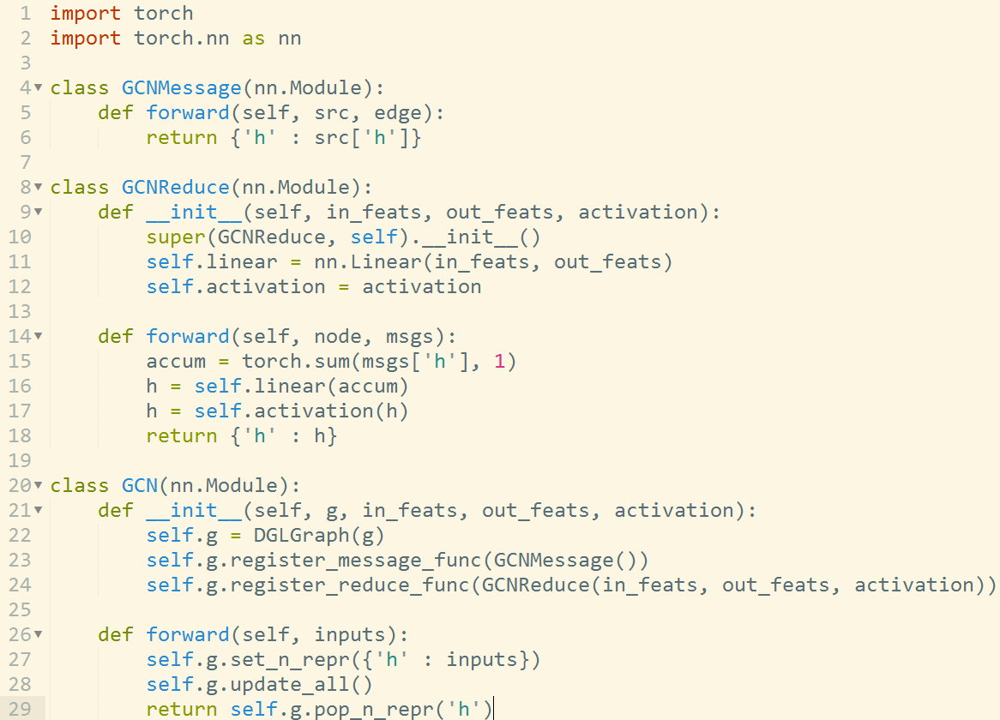 1 import torch
2 import torch.nn as nn
3
4 class GCNMessage(nn.Module):
5     def forward(self, src, edge):
6         return {'h' : src['h']}
7
8 class GCNReduce(nn.Module):
9     def __init__(self, in_feats, out_feats, activation):
10         super(GCNReduce, self).__init__()
11         self.linear = nn.Linear(in_feats, out_feats)
12         self.activation = activation
13
14     def forward(self, node, msgs):
15         accum = torch.sum(msgs['h'], 1)
16         h = self.linear(accum)
17         h = self.activation(h)
18         return {'h' : h}
19
20 class GCN(nn.Module):
21     def __init__(self, g, in_feats, out_feats, activation):
22         self.g = DGLGraph(g)
23         self.g.register_message_func(GCNMessage())
24         self.g.register_reduce_func(GCNReduce(in_feats, out_feats, activation))
25
26     def forward(self, inputs):
27         self.g.set_n_repr({'h' : inputs})
28         self.g.update_all()
29         return self.g.pop_n_repr('h')